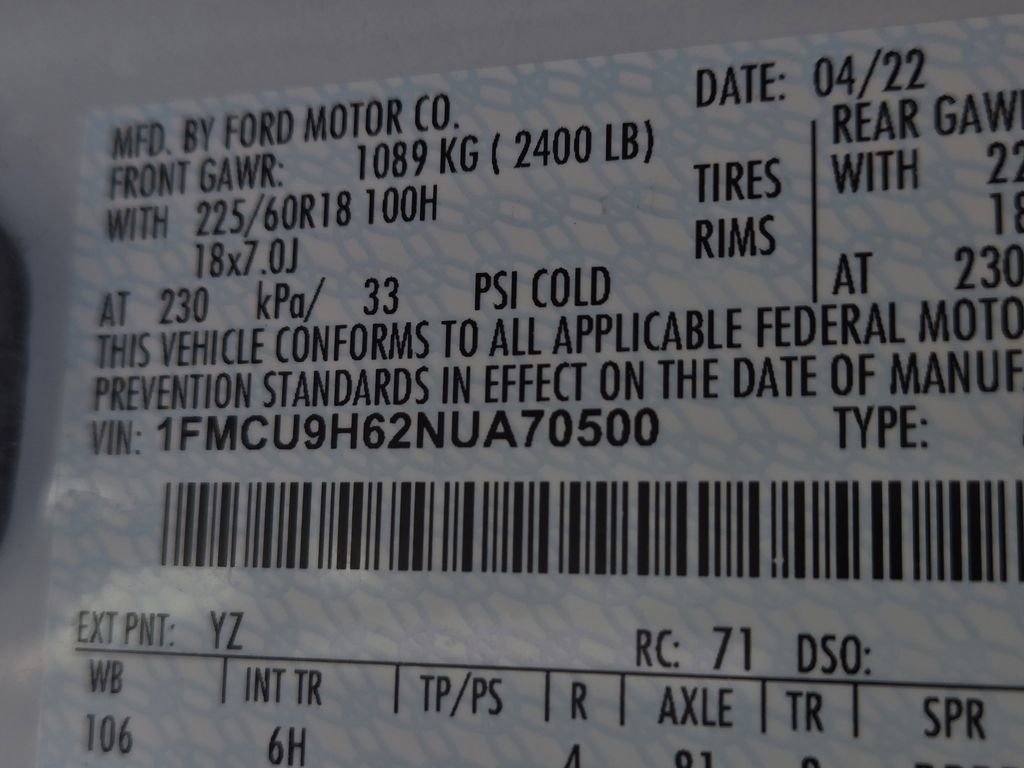 MFD. BY FORD MOTOR CO.
DATE: 04/22
FRONT GAWR: 1089 KG ( 2400 LB)
REAR
WITH 225/60R18 100H TIRES
WITH
18x7.0J RIMS
AT 230 kPa/ 33 PSI COLD
AT 230
THIS VEHICLE CONFORMS TO ALL APPLICABLE FEDERAL
PREVENTION STANDARDS IN EFFECT ON THE DATE OF
VIN: 1FMCU9H62NUA70500 TYPE:
EXT PNT: YZ RC: 71 DSO:
WB INT TR TP/PS R AXLE TR SPR
106 6H